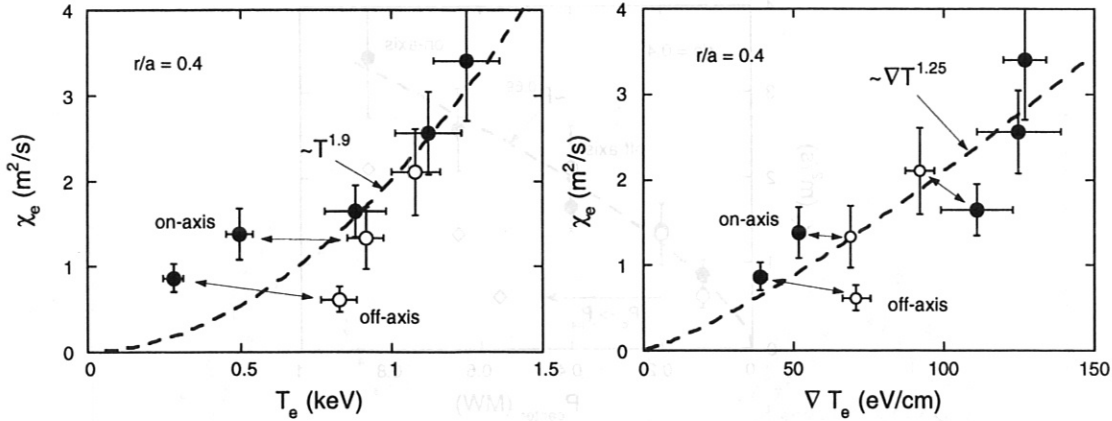 4
3
2
1
0
χe (m²/s)
r/a = 0.4
~T^1.9
on-axis
off-axis
0
0.5
1
1.5
Te (keV)
4
3
2
1
0
χe (m²/s)
r/a = 0.4
~∇T^1.25
on-axis
off-axis
0
50
100
150
∇ Te (eV/cm)